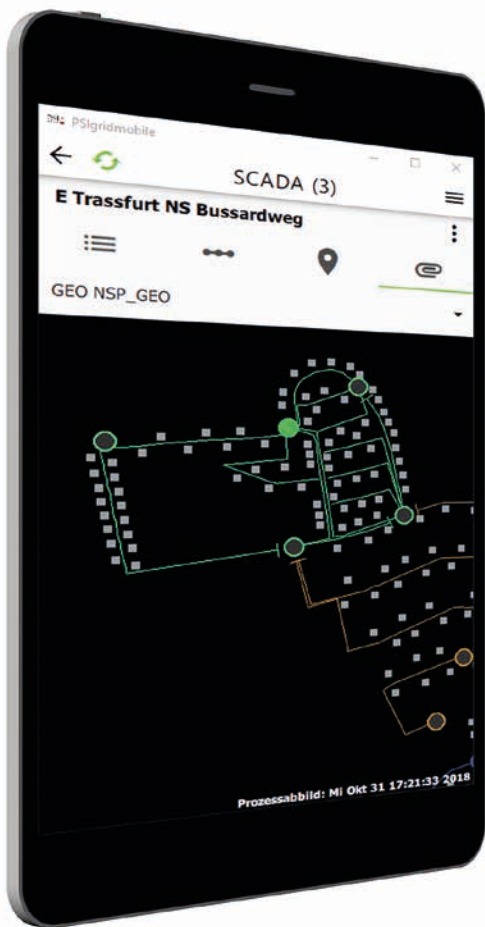 PSIgridmobile
SCADA (3)
E Trassfurt NS Bussardweg
GEO NSP_GEO
Prozessabbild: Mi Okt 31 17:21:33 2018